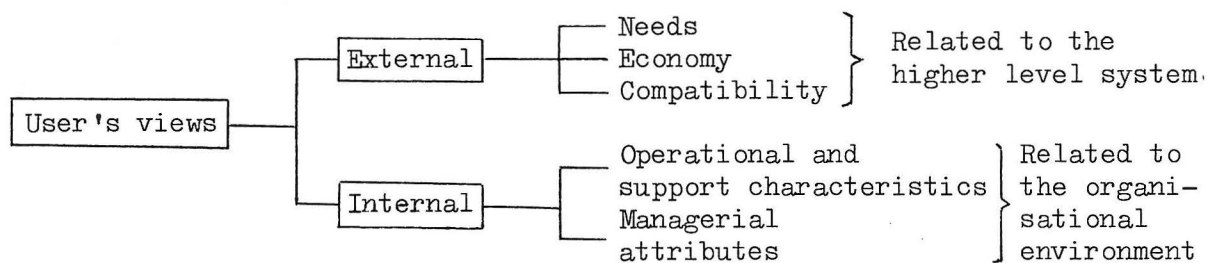 User's views
External
Needs
Economy
Compatibility
Related to the
higher level system.
Internal
Operational and
support characteristics
Managerial
attributes
Related to
the organi-
sational
environment